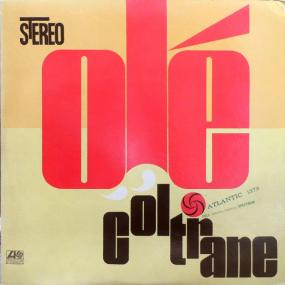 STEREO
olé
coltrane
ATLANTIC 1373